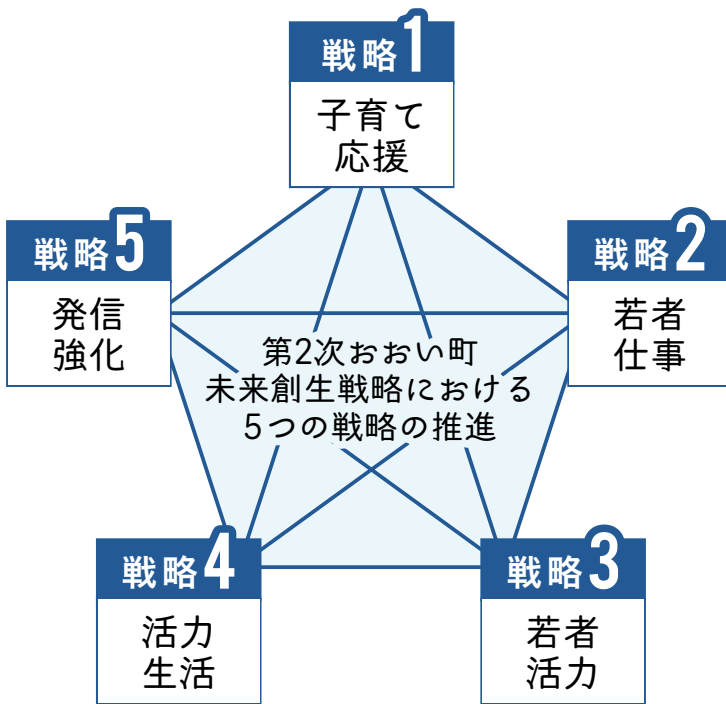 戦略1
子育て
応援
戦略5
発信
強化
戦略2
若者
仕事
第2次おおい町
未来創生戦略における
5つの戦略の推進
戦略4
活力
生活
戦略3
若者
活力